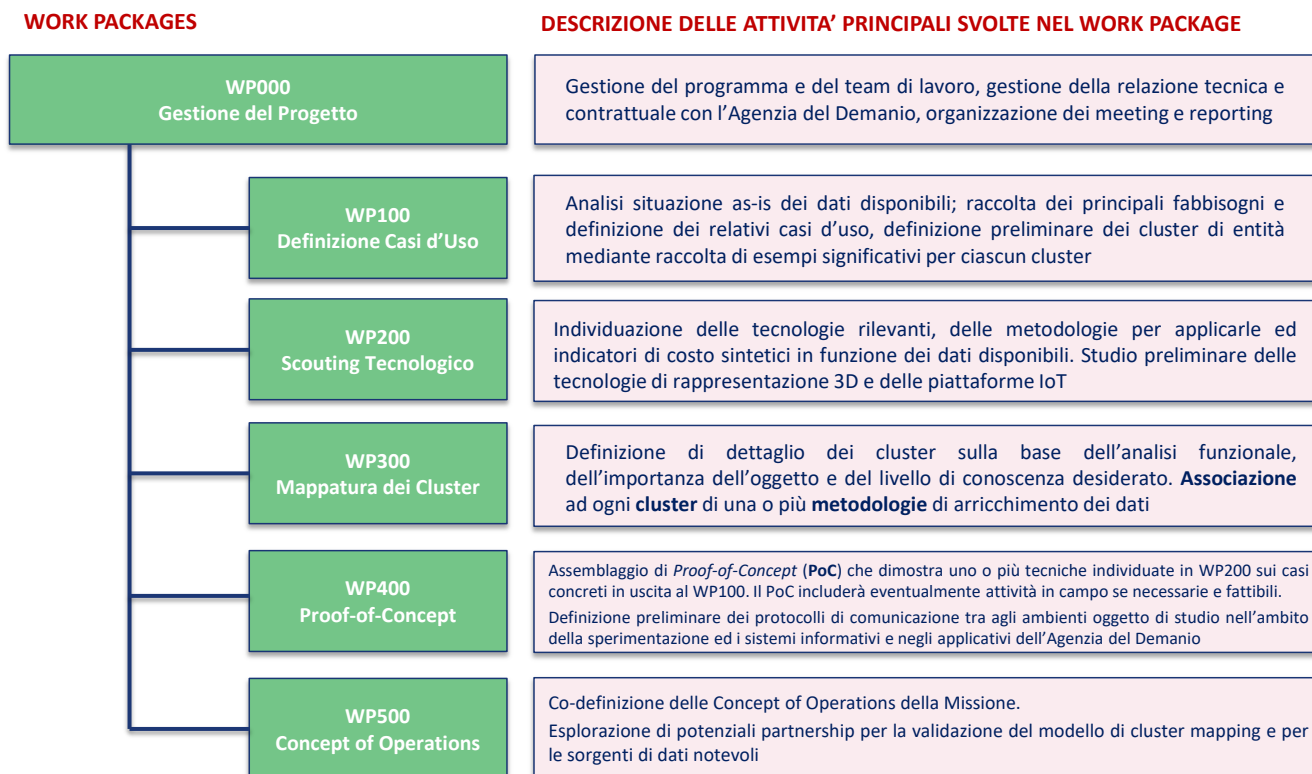 WORK PACKAGES
DESCRIZIONE DELLE ATTIVITA’ PRINCIPALI SVOLTE NEL WORK PACKAGE
WP000
Gestione del Progetto
Gestione del programma e del team di lavoro, gestione della relazione tecnica e
contrattuale con l’Agenzia del Demanio, organizzazione dei meeting e reporting
WP100
Definizione Casi d’Uso
Analisi situazione as-is dei dati disponibili; raccolta dei principali fabbisogni e
definizione dei relativi casi d’uso, definizione preliminare dei cluster di entità
mediante raccolta di esempi significativi per ciascun cluster
WP200
Scouting Tecnologico
Individuazione delle tecnologie rilevanti, delle metodologie per applicarle ed
indicatori di costo sintetici in funzione dei dati disponibili. Studio preliminare delle
tecnologie di rappresentazione 3D e delle piattaforme IoT
WP300
Mappatura dei Cluster
Definizione di dettaglio dei cluster sulla base dell’analisi funzionale,
dell’importanza dell’oggetto e del livello di conoscenza desiderato. Associazione
ad ogni cluster di una o più metodologie di arricchimento dei dati
WP400
Proof-of-Concept
Assemblaggio di Proof-of-Concept (PoC) che dimostra uno o più tecniche individuate in WP200 sui casi
concreti in uscita al WP100. Il PoC includerà eventualmente attività in campo se necessarie e fattibili.
Definizione preliminare dei protocolli di comunicazione tra agli ambienti oggetto di studio nell’ambito
della sperimentazione ed i sistemi informativi e negli applicativi dell’Agenzia del Demanio
WP500
Concept of Operations
Co-definizione delle Concept of Operations della Missione.
Esplorazione di potenziali partnership per la validazione del modello di cluster mapping e per
le sorgenti di dati notevoli